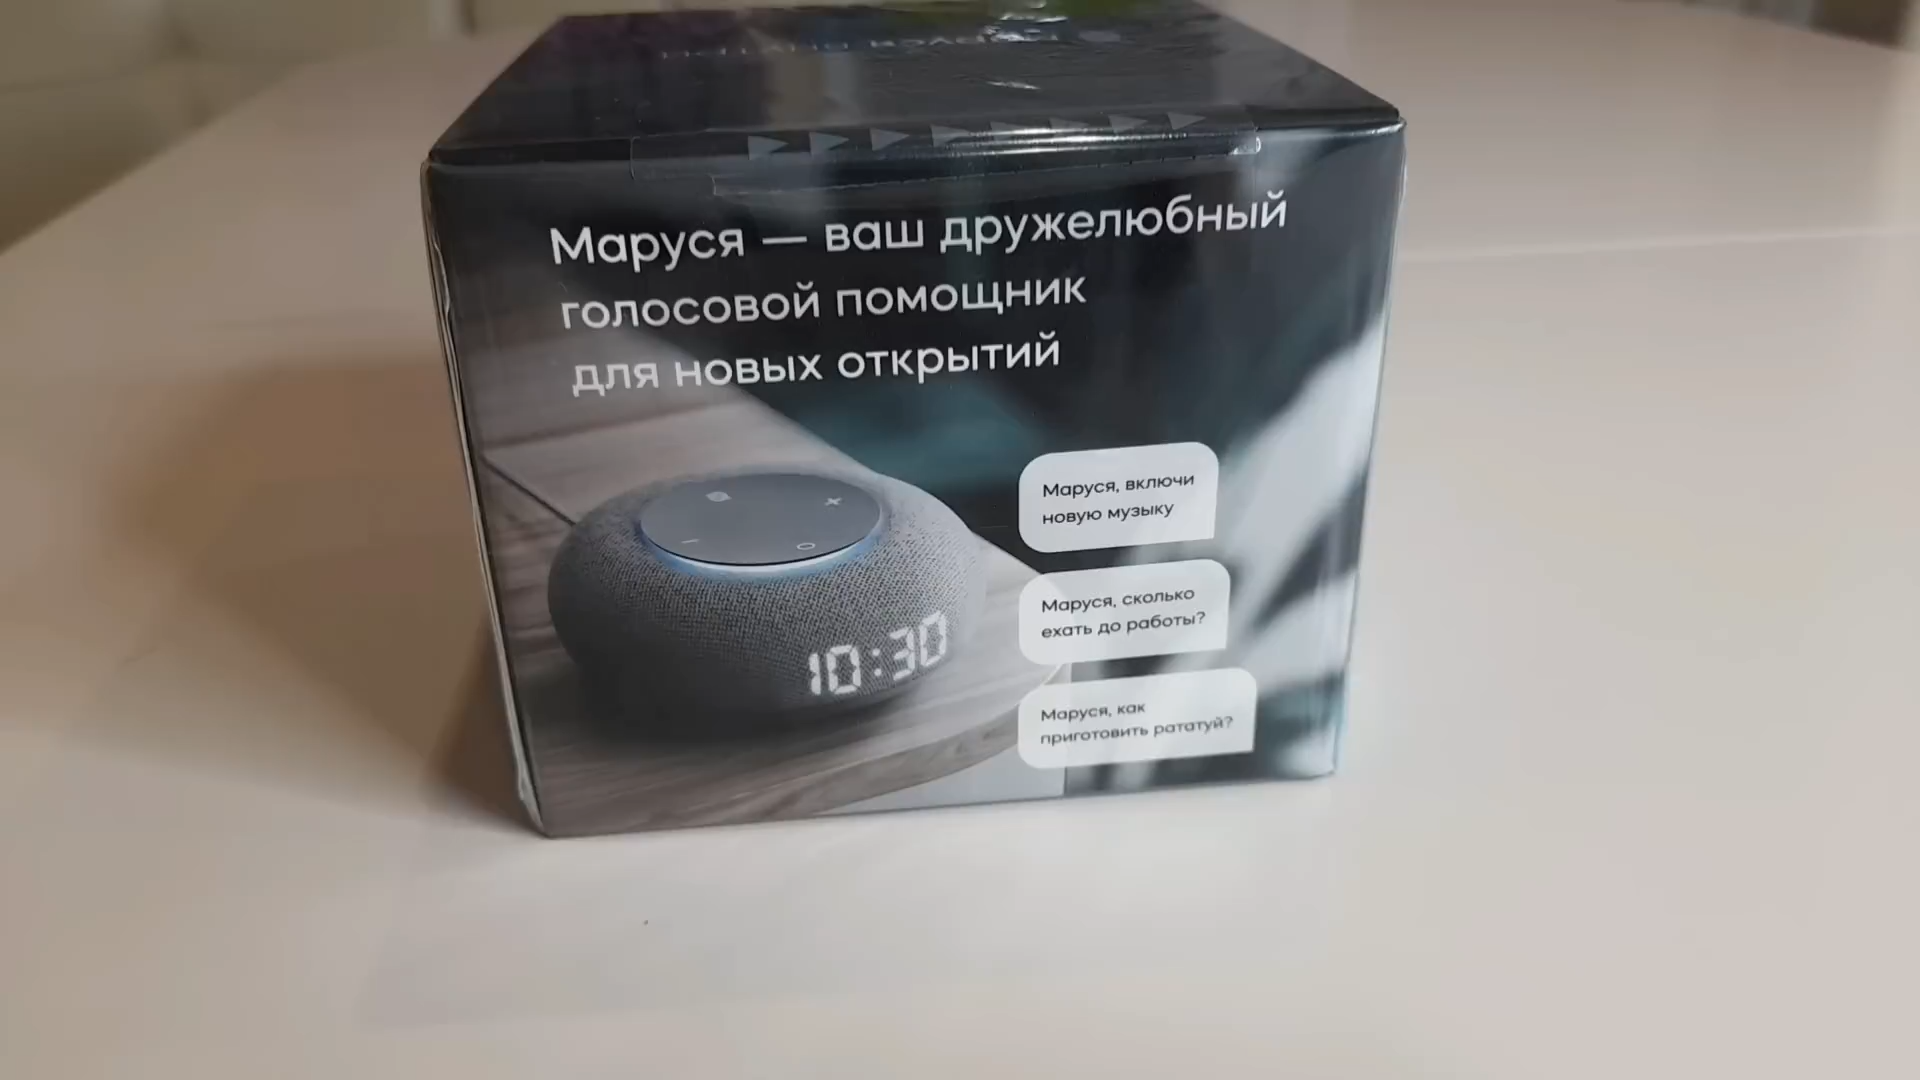 Маруся — ваш дружелюбный
голосовой помощник
для новых открытий
Маруся, включи
новую музыку
Маруся, сколько
ехать до работы?
Маруся, как
приготовить рататуй?
10:30